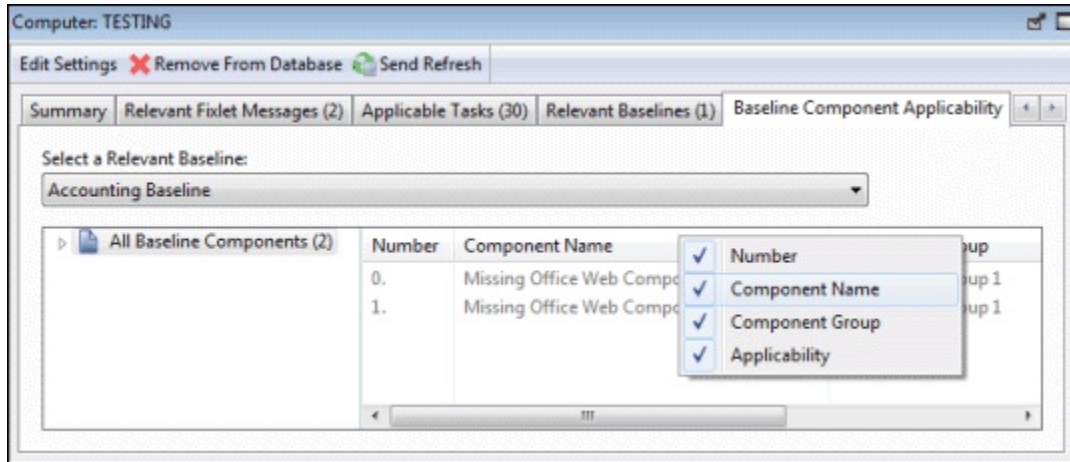 Computer: TESTING
Edit Settings Remove From Database Send Refresh
Summary Relevant Fixlet Messages (2) Applicable Tasks (30) Relevant Baselines (1) Baseline Component Applicability
Select a Relevant Baseline:
Accounting Baseline
All Baseline Components (2)
Number Component Name
0. Missing Office Web
1. Missing Office Web
Number
Component Name
Component Group
Applicability